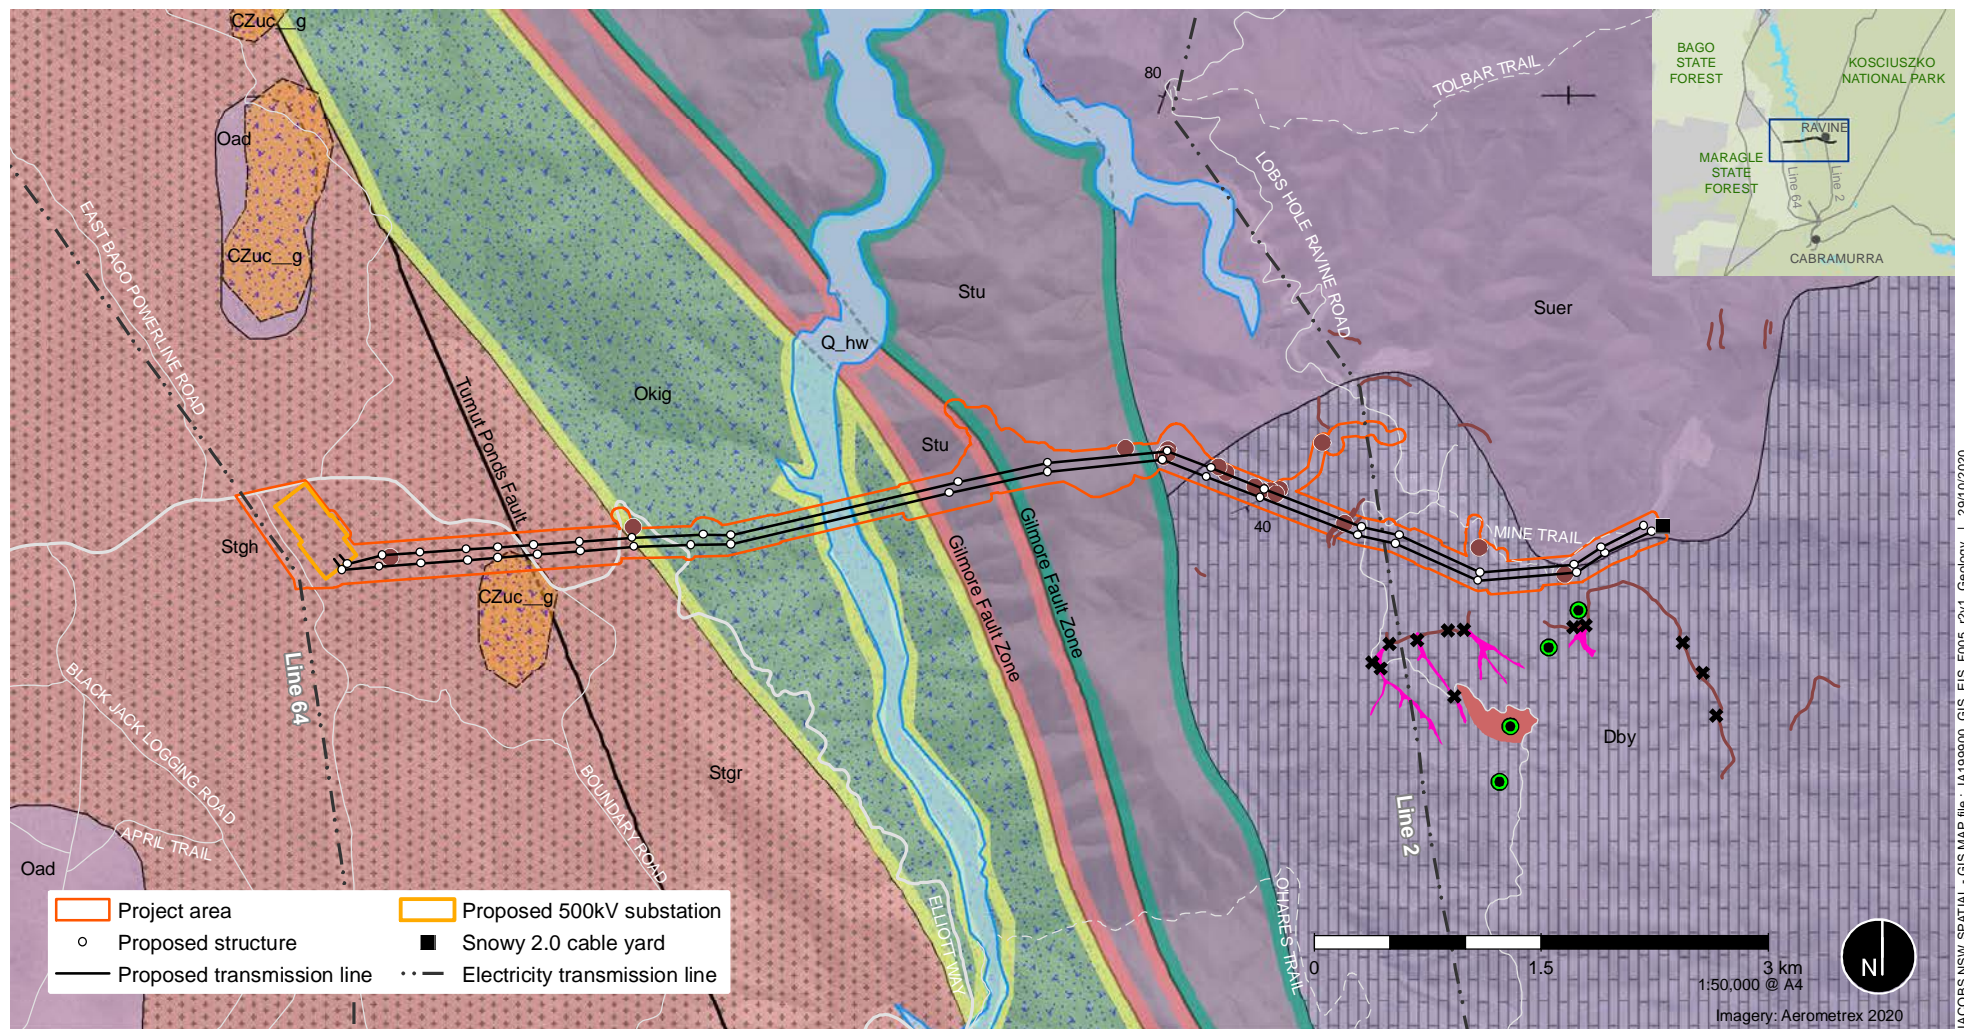 CZuc__g
Oad
CZuc__g
EAST BAGO POWERLINE ROAD
Okig
Tumut Ponds Fault
Stgh
CZuc__g
Line 64
BLACK JACK LOGGING ROAD
APRIL TRAIL
Oad
Stgr
BOUNDARY ROAD
ELLIOTT WAY
Q_hw
Stu
Stu
Gilmore Fault Zone
Gilmore Fault Zone
80
TOLBAR TRAIL
LOBS HOLE RAVINE ROAD
Suer
40
MINE TRAIL
Dby
Line 2
OHARES TRAIL
BAGO
STATE
FOREST
KOSCIUSZKO
NATIONAL PARK
RAVINE
MARAGLE
STATE
FOREST
Line 64
Line 2
CABRAMURRA
Project area
Proposed structure
Proposed transmission line
Proposed 500kV substation
Snowy 2.0 cable yard
Electricity transmission line
0 1.5 3 km
1:50,000 @ A4
N
Imagery: Aerometrex 2020